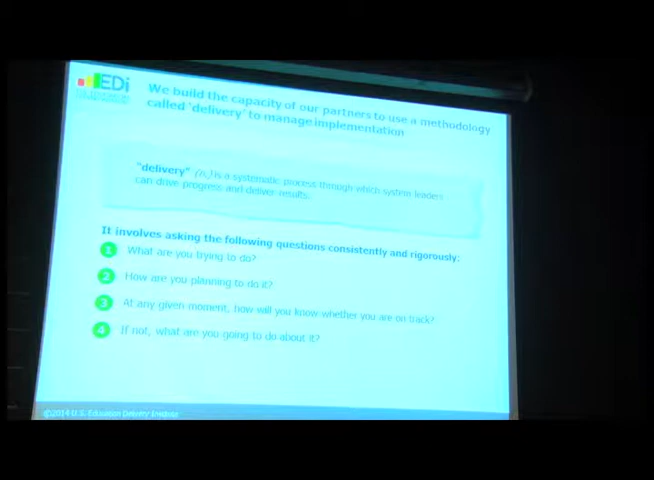 EDi
We build the capacity of our partners to use a methodology
called 'delivery' to manage implementation
"delivery" (n.) is a systematic process through which system leaders
can drive progress and deliver results.
It involves asking the following questions consistently and rigorously:
1 What are you trying to do?
2 How are you planning to do it?
3 At any given moment, how will you know whether you are on track?
4 If not, what are you going to do about it?
©2014 U.S. Education Delivery Institute